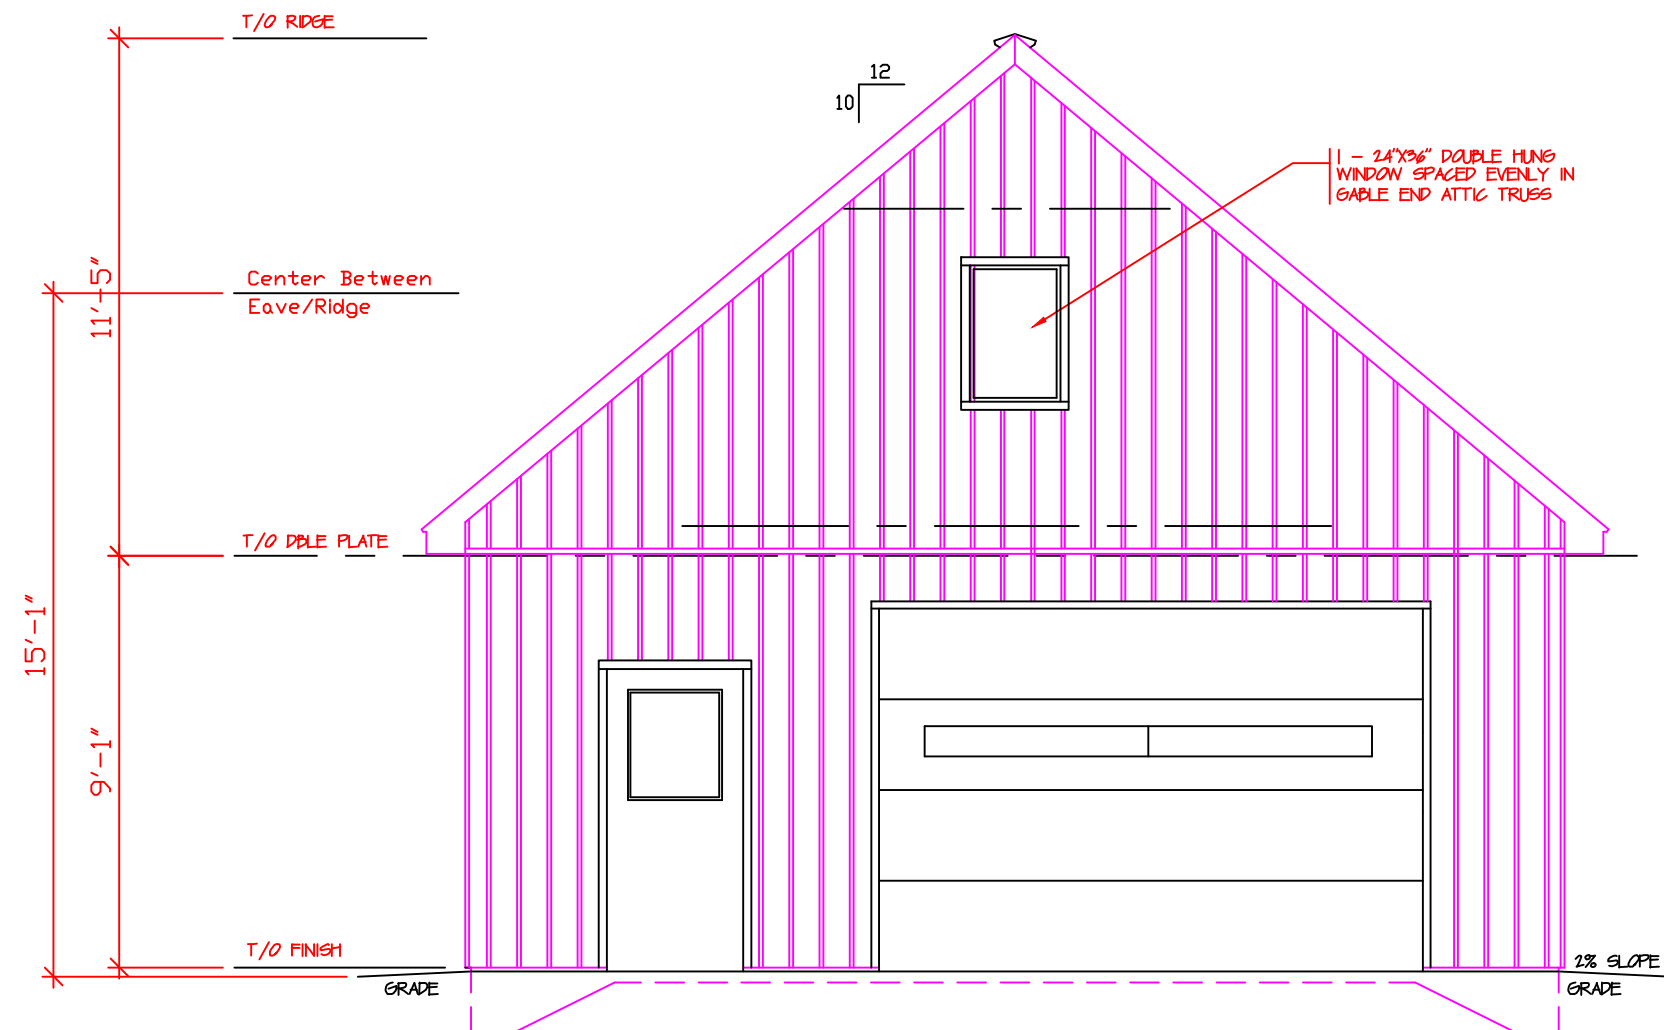 T/O RIDGE
12
10
1 - 24"X36" DOUBLE HUNG
WINDOW SPACED EVENLY IN
GABLE END ATTIC TRUSS
11'-5"
Center Between
Eave/Ridge
T/O DBLE PLATE
15'-1"
9'-1"
T/O FINISH
GRADE
2% SLOPE
GRADE